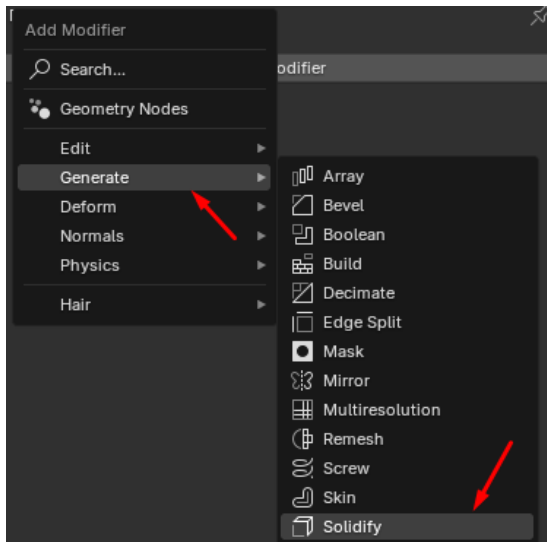 Add Modifier
Search...
odifier
Geometry Nodes
Edit
Generate
Deform
Normals
Physics
Hair
Array
Bevel
Boolean
Build
Decimate
Edge Split
Mask
Mirror
Multiresolution
Remesh
Screw
Skin
Solidify